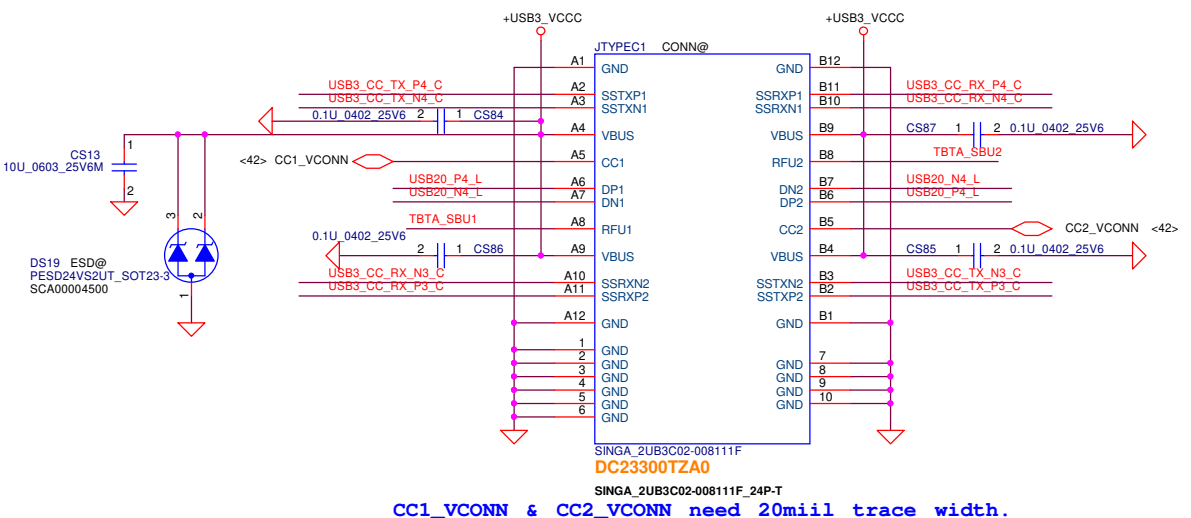 +USB3_VCCC +USB3_VCCC
JTYPEC1 CONN@
A1 GND GND B12
USB3_CC_TX_P4_C A2 SSTXP1 SSRXP1 B11 USB3_CC_RX_P4_C
USB3_CC_TX_N4_C A3 SSTXN1 SSRXN1 B10 USB3_CC_RX_N4_C
0.1U_0402_25V6 2 1 CS84
A4 VBUS VBUS B9 CS87 1 2 0.1U_0402_25V6
CS13 1
10U_0603_25V6M
2
<42> CC1_VCONN A5 CC1 RFU2 B8 TBTA_SBU2
USB20_P4_L A6 DP1 DN2 B7 USB20_N4_L
USB20_N4_L A7 DN1 DP2 B6 USB20_P4_L
TBTA_SBU1 A8 RFU1 CC2 B5 CC2_VCONN <42>
3 2
0.1U_0402_25V6 2 1 CS86
A9 VBUS VBUS B4 CS85 1 2 0.1U_0402_25V6
DS19 ESD@
PESD24VS2UT_SOT23-3
SCA00004500
1
USB3_CC_RX_N3_C A10 SSRXN2 SSTXN2 B3 USB3_CC_TX_N3_C
USB3_CC_RX_P3_C A11 SSRXP2 SSTXP2 B2 USB3_CC_TX_P3_C
A12 GND GND B1
1 GND
2 GND GND 7
3 GND GND 8
4 GND GND 9
5 GND GND 10
6 GND
SINGA_2UB3C02-008111F
DC23300TZA0
SINGA_2UB3C02-008111F_24P-T
CC1_VCONN & CC2_VCONN need 20miil trace width.